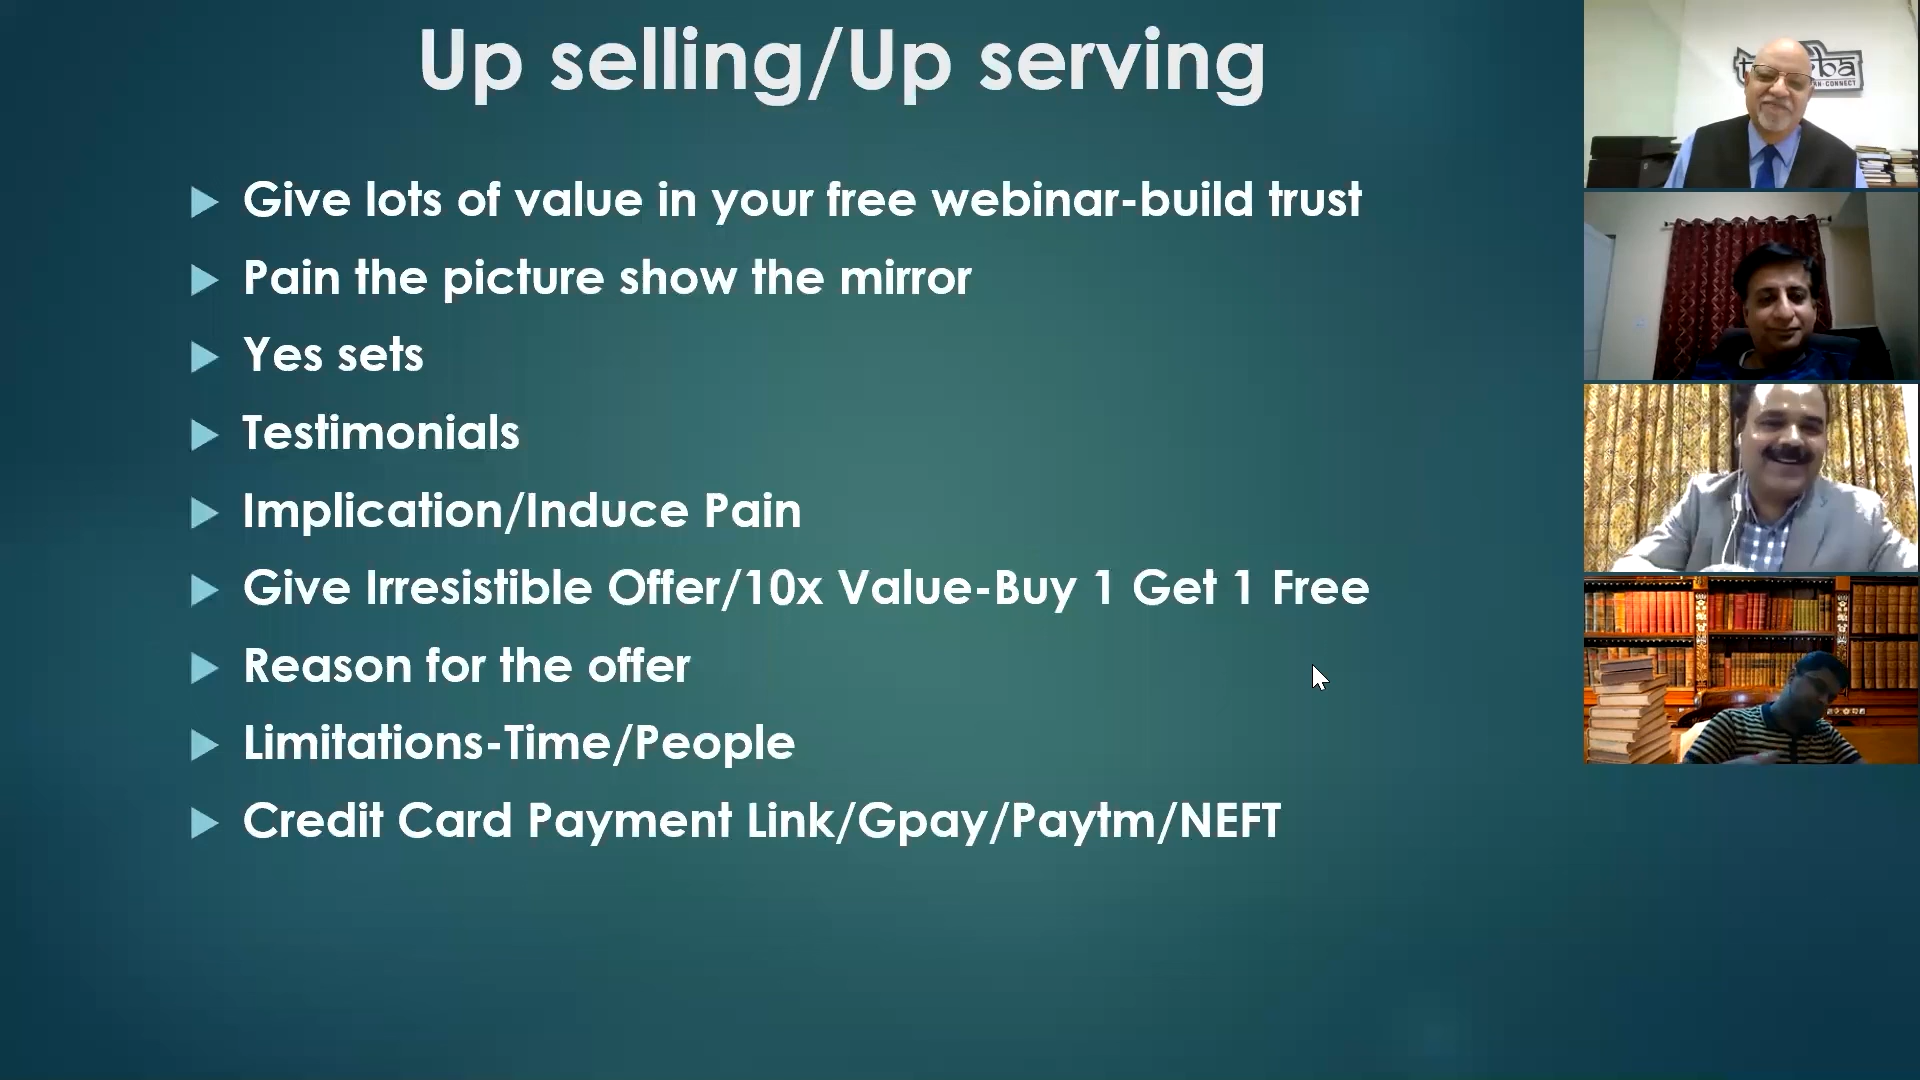 Up selling/Up serving
Give lots of value in your free webinar-build trust
Pain the picture show the mirror
Yes sets
Testimonials
Implication/Induce Pain
Give Irresistible Offer/10x Value-Buy 1 Get 1 Free
Reason for the offer
Limitations-Time/People
Credit Card Payment Link/Gpay/Paytm/NEFT